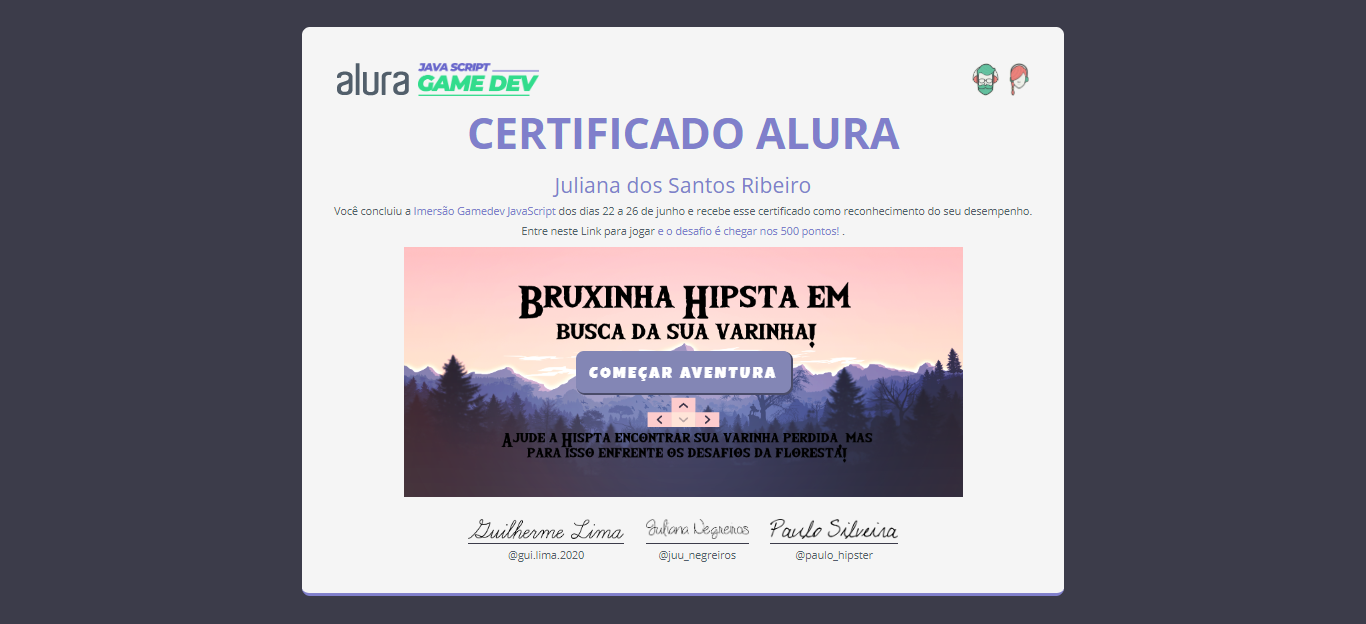 alura JAVA SCRIPT
GAME DEV
CERTIFICADO ALURA
Juliana dos Santos Ribeiro
Você concluiu a Imersão Gamedev JavaScript dos dias 22 a 26 de junho e recebe esse certificado como reconhecimento do seu desempenho.
Entre neste Link para jogar e o desafio é chegar nos 500 pontos! .
Bruxinha Hipsta em
busca da sua varinha!
COMEÇAR AVENTURA
Ajude a Hispta encontrar sua varinha perdida, mas
para isso enfrente os desafios da floresta!
Guilherme Lima Juliana Negreiros Paulo Silveira
@gui.lima.2020 @juu_negreiros @paulo_hipster